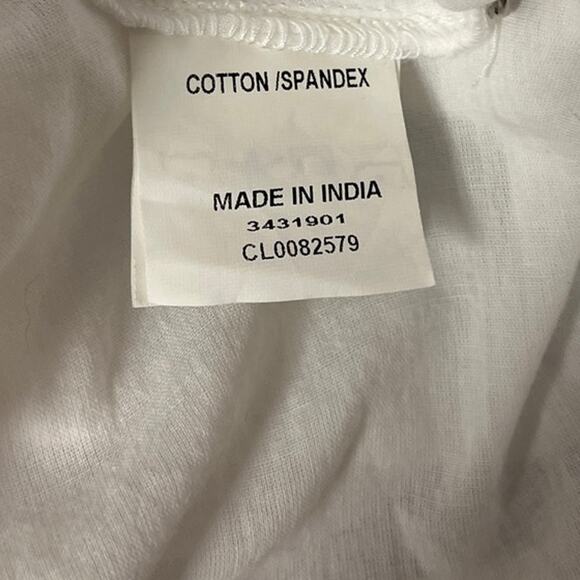 COTTON /SPANDEX
MADE IN INDIA
3431901
CL0082579